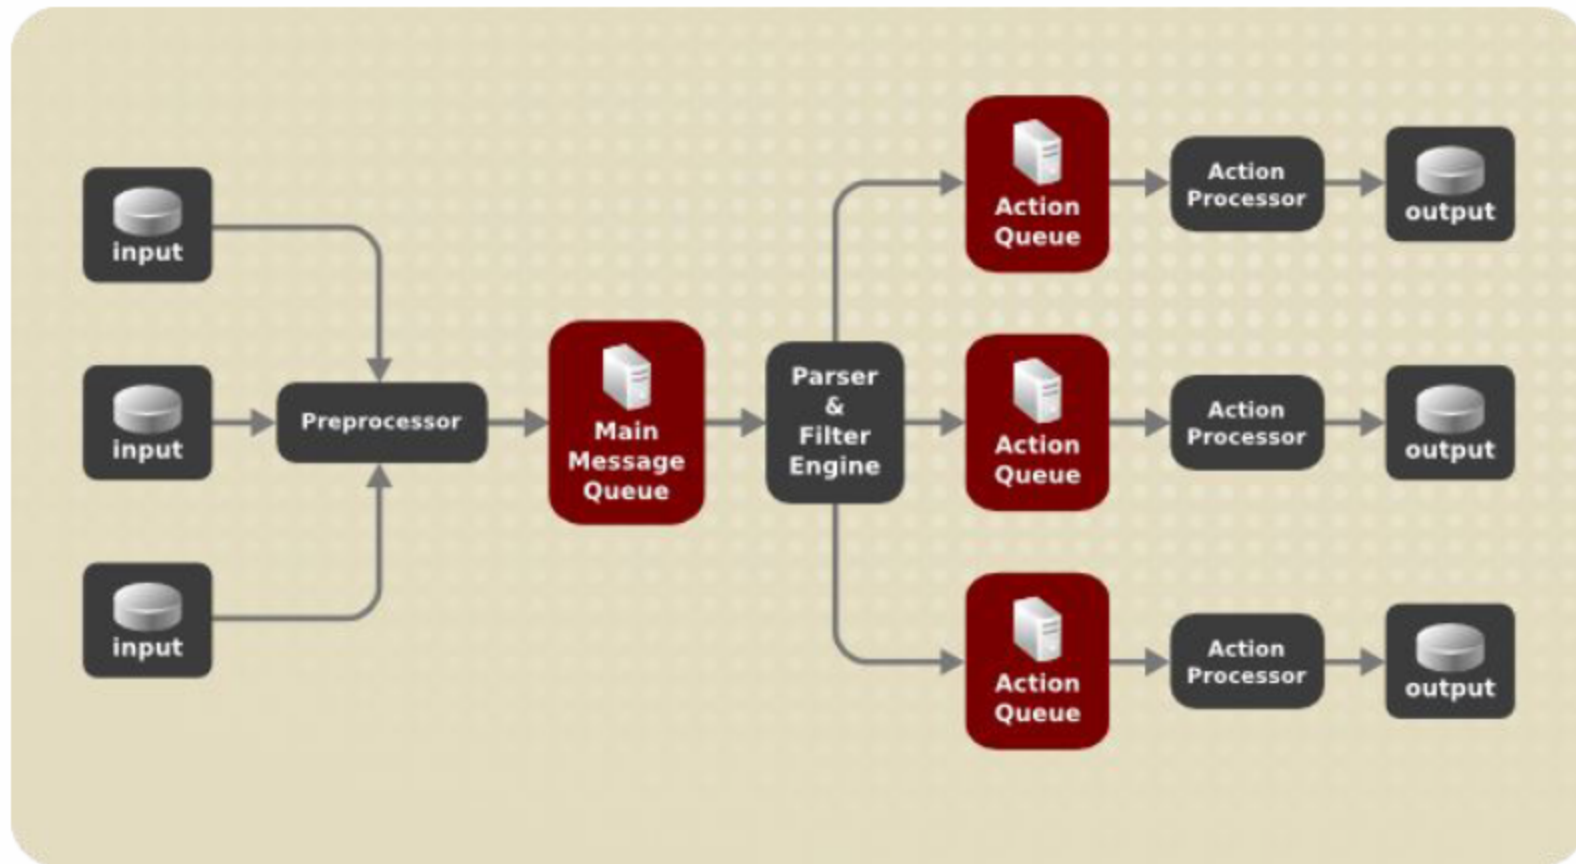 input
input
input
Preprocessor
Main
Message
Queue
Parser
&
Filter
Engine
Action
Queue
Action
Processor
output
Action
Queue
Action
Processor
output
Action
Queue
Action
Processor
output